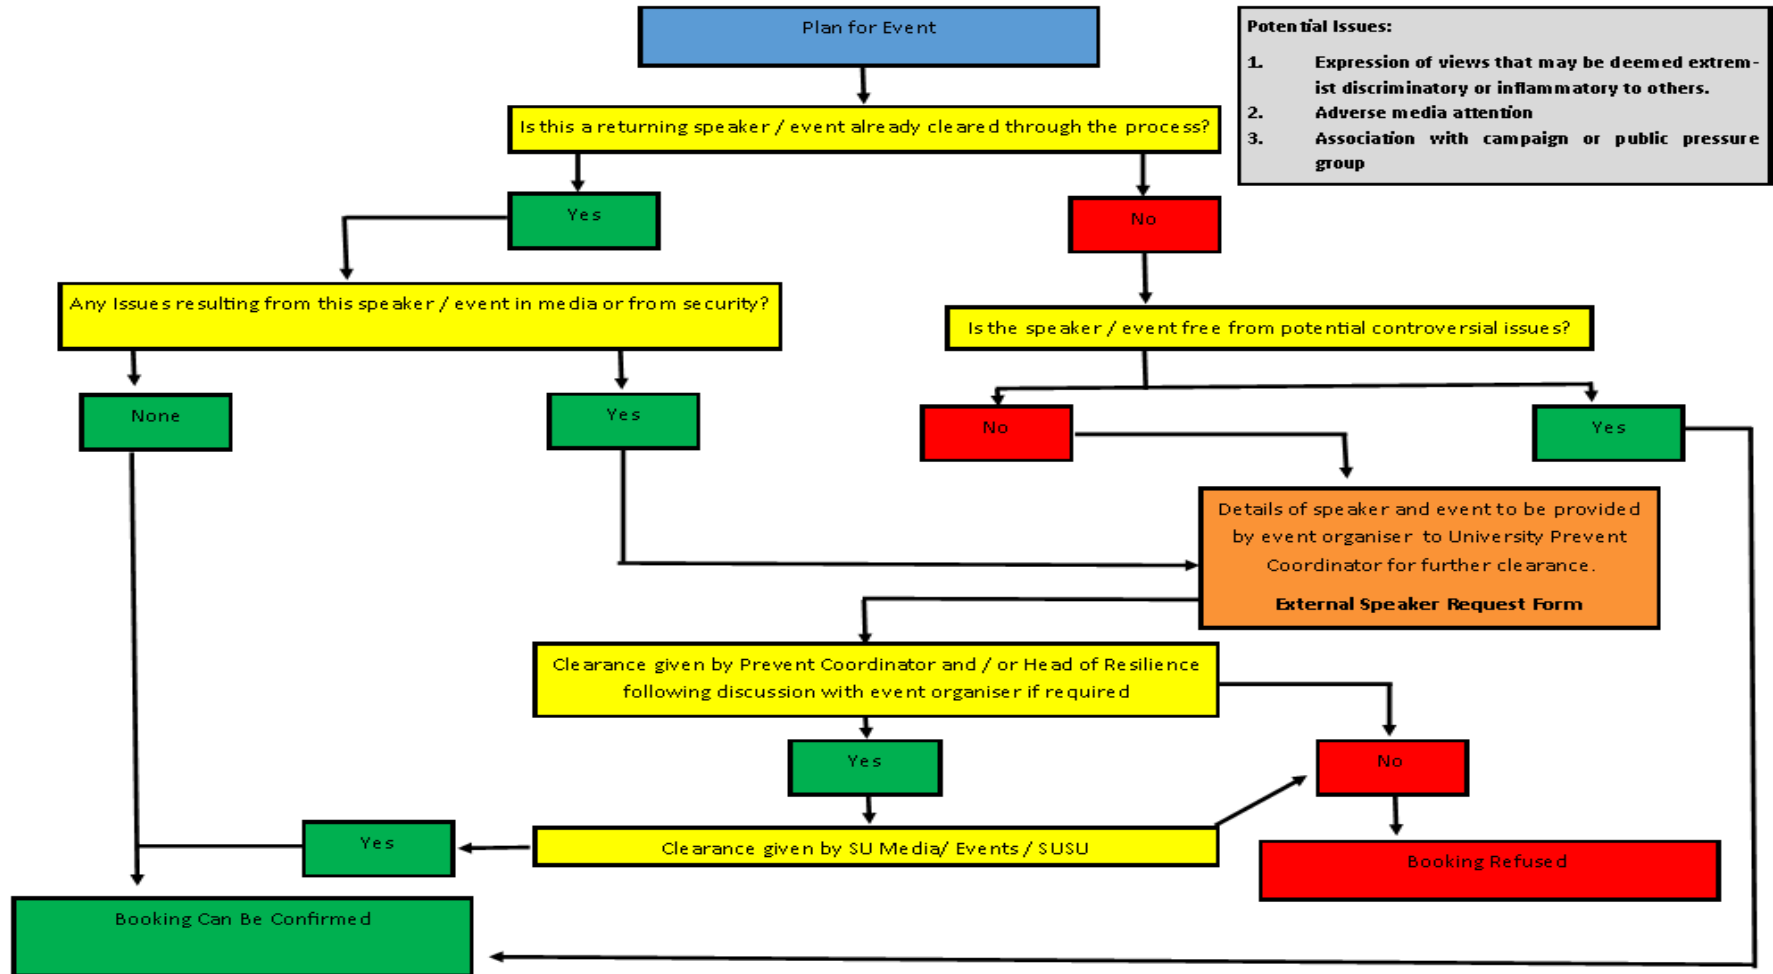 Plan for Event
Potential Issues:
1. Expression of views that may be deemed extrem-
ist discriminatory or inflammatory to others.
2. Adverse media attention
3. Association with campaign or public pressure
group
Is this a returning speaker / event already cleared through the process?
Yes
No
Any Issues resulting from this speaker / event in media or from security?
Is the speaker / event free from potential controversial issues?
None
Yes
No
Yes
Details of speaker and event to be provided
by event organiser to University Prevent
Coordinator for further clearance.
External Speaker Request Form
Clearance given by Prevent Coordinator and / or Head of Resilience
following discussion with event organiser if required
Yes
No
Yes
Clearance given by SU Media/ Events / SUSU
Booking Refused
Booking Can Be Confirmed